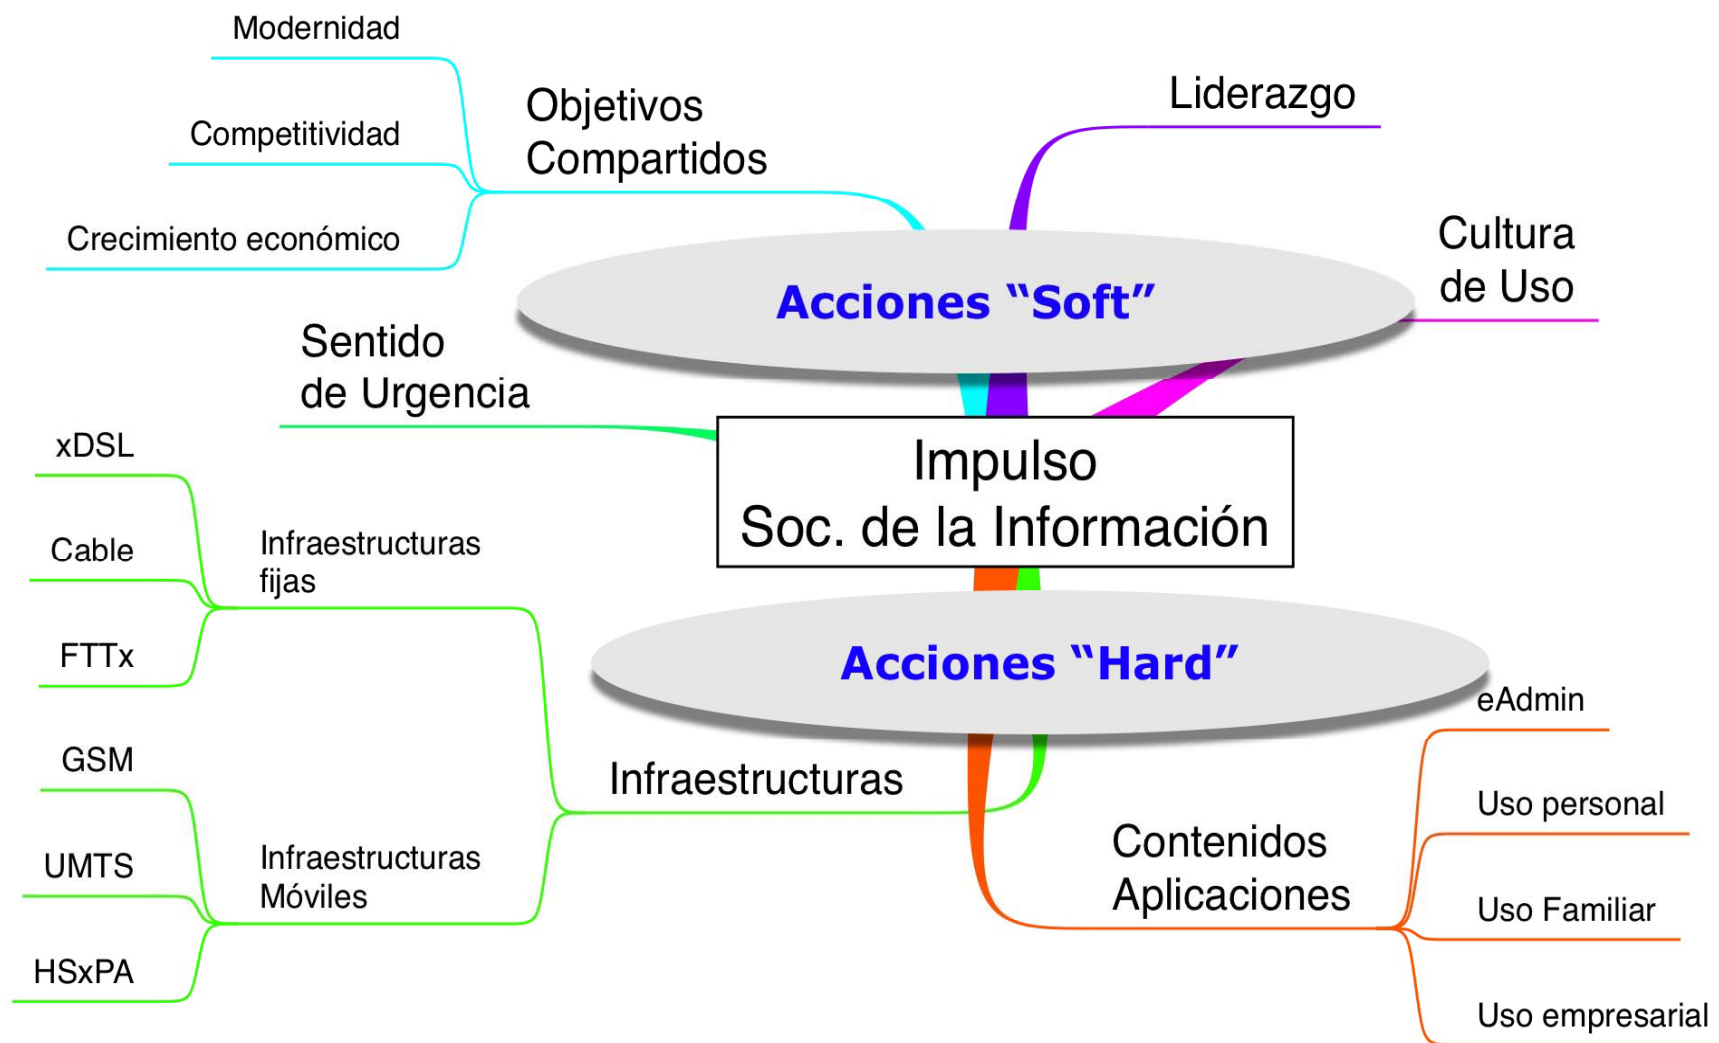 Modernidad
Competitividad
Crecimiento económico
Objetivos
Compartidos
Liderazgo
Cultura
de Uso
Acciones “Soft”
Sentido
de Urgencia
Impulso
Soc. de la Información
xDSL
Cable
FTTx
Infraestructuras
fijas
Acciones “Hard”
GSM
UMTS
HSxPA
Infraestructuras
Móviles
Infraestructuras
Contenidos
Aplicaciones
eAdmin
Uso personal
Uso Familiar
Uso empresarial